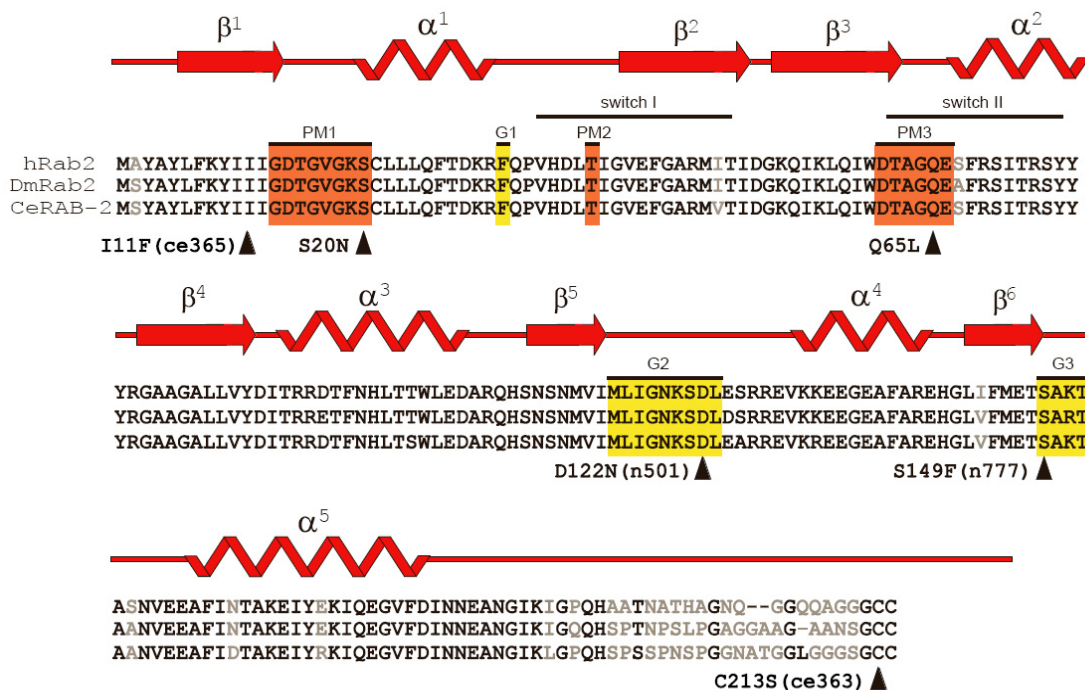 β1 α1 β2 β3 α2
switch I switch II
PM1 G1 PM2 PM3
hRab2 MAYAYLFKYIIIGDTGVGKSCLLLQFTDKRFQPVHDLTIGVEFGARMITIDGKQIKLQIWDTAGQESFRSITRSYY
DmRab2 MSYAYLFKYIIIGDTGVGKSCLLLQFTDKRFQPVHDLTIGVEFGARMITIDGKQIKLQIWDTAGQEAFRSITRSYY
CeRAB-2 MSYAYLFKYIIIGDTGVGKSCLLLQFTDKRFQPVHDLTIGVEFGARMVTIDGKQIKLQIWDTAGQESFRSITRSYY
I11F(ce365) S20N Q65L
β4 α3 β5 α4 β6
G2 G3
YRGAAGALLVYDITRRDTFNHLTTWLEDARQHSNSNMVIMLIGNKSDLESRREVKKEEGEAFAREHGLIFMETSAKT
YRGAAGALLVYDITRRETFNHLTTWLEDARQHSNSNMVIMLIGNKSDLESRREVKKEEGEAFAREHGLVFMETSART
YRGAAGALLVYDITRRDTFNHLTSWLEDARQHSNSNMVIMLIGNKSDLEARREVKREEGEAFAREHGLVFMETSAKT
D122N(n501) S149F(n777)
α5
ASNVEEAFINTAKEIYEKIQEGVFDINNEANGIKIGPQHAATNATHAGNQ--GGQQAGGGCC
ASNVEEAFINTAKEIYEKIQEGVFDINNEANGIKIGQQHSPTNPSLPGAGGAAG-AANSGCC
AANVEEAFIDTAKEIYRKIQEGVFDINNEANGIKLGPQHSPSSPNSPGGNATGGLGGGSGCC
C213S(ce363)